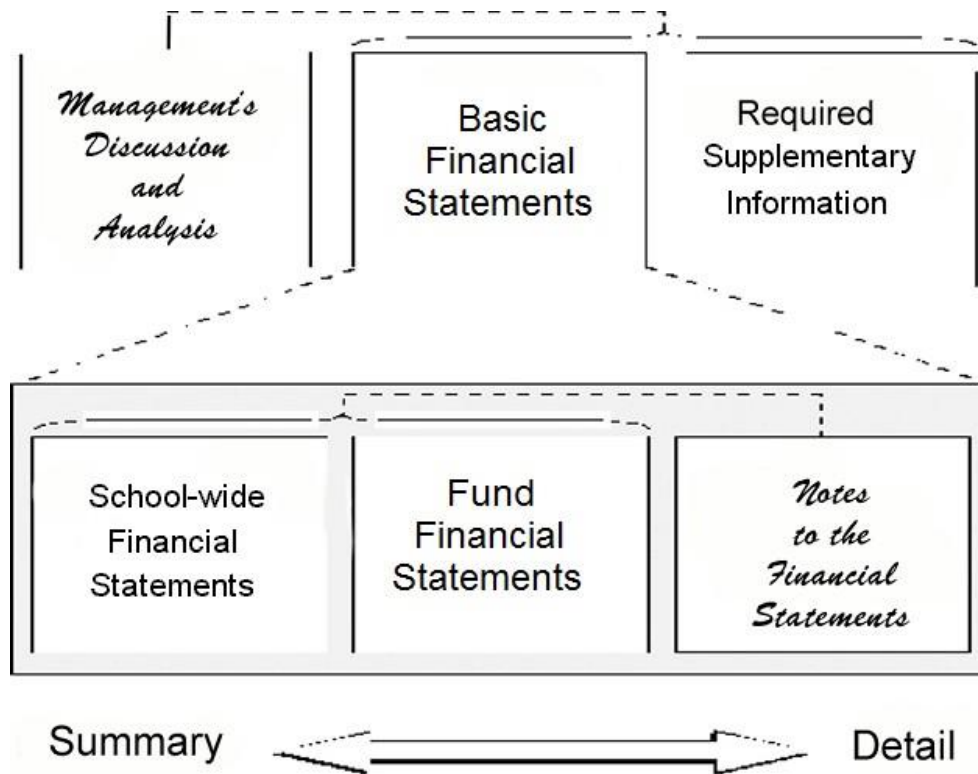 Management's
Discussion
and
Analysis
Basic
Financial
Statements
Required
Supplementary
Information
School-wide
Financial
Statements
Fund
Financial
Statements
Notes
to the
Financial
Statements
Summary
Detail